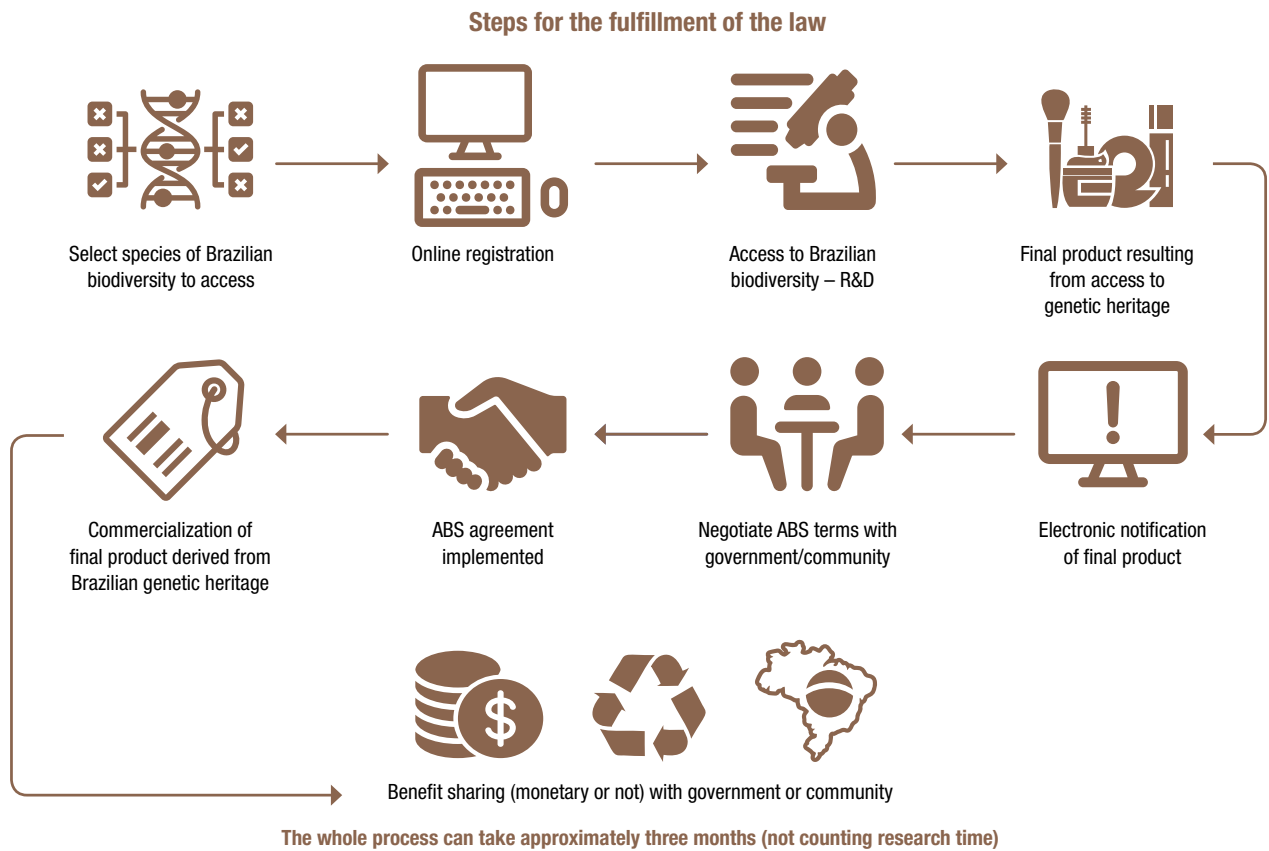 Steps for the fulfillment of the law
Select species of Brazilian
biodiversity to access
Online registration
Access to Brazilian
biodiversity – R&D
Final product resulting
from access to
genetic heritage
Electronic notification
of final product
Negotiate ABS terms with
government/community
ABS agreement
implemented
Commercialization of
final product derived from
Brazilian genetic heritage
$
Benefit sharing (monetary or not) with government or community
The whole process can take approximately three months (not counting research time)